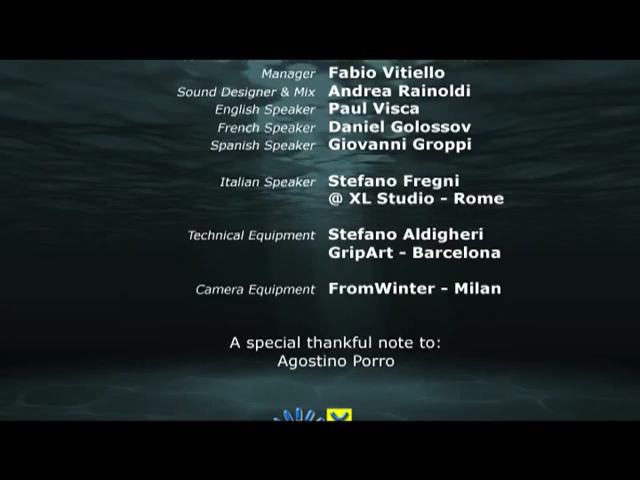 Manager Fabio Vitiello
Sound Designer & Mix Andrea Rainoldi
English Speaker Paul Visca
French Speaker Daniel Golossov
Spanish Speaker Giovanni Groppi
Italian Speaker Stefano Fregni
@ XL Studio - Rome
Technical Equipment Stefano Aldigheri
GripArt - Barcelona
Camera Equipment FromWinter - Milan
A special thankful note to:
Agostino Porro